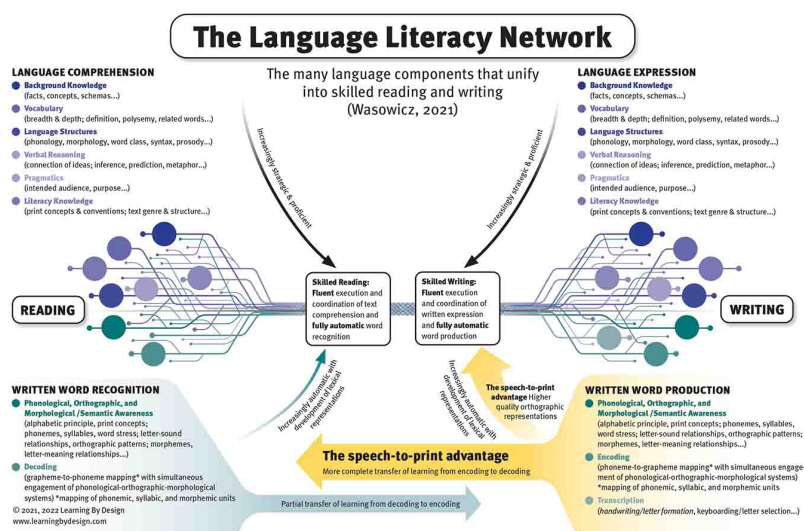 The Language Literacy Network
The many language components that unify
into skilled reading and writing
(Wasowicz, 2021)
LANGUAGE COMPREHENSION
Background Knowledge
(facts, concepts, schemas...)
Vocabulary
(breadth & depth; definition, polysemy, related words...)
Language Structures
(phonology, morphology, word class, syntax, prosody...)
Verbal Reasoning
(connection of ideas; inference, prediction, metaphor...)
Pragmatics
(intended audience, purpose...)
Literacy Knowledge
(print concepts & conventions; text genre & structure...)
Increasingly strategic & proficient
Increasingly strategic & proficient
LANGUAGE EXPRESSION
Background Knowledge
(facts, concepts, schemas...)
Vocabulary
(breadth & depth; definition, polysemy, related words...)
Language Structures
(phonology, morphology, word class, syntax, prosody...)
Verbal Reasoning
(connection of ideas; inference, prediction, metaphor...)
Pragmatics
(intended audience, purpose...)
Literacy Knowledge
(print concepts & conventions; text genre & structure...)
READING
Skilled Reading:
Fluent execution and
coordination of text
comprehension and
fully automatic word
recognition
Skilled Writing:
Fluent execution
and coordination of
written expression
and fully automatic
word production
WRITING
WRITTEN WORD RECOGNITION
Phonological, Orthographic, and
Morphological/Semantic Awareness
(alphabetic principle, print concepts;
phonemes, syllables, word stress; letter-sound
relationships, orthographic patterns; morphemes,
letter-meaning relationships...)
Decoding
(grapheme-to-phoneme mapping* with simultaneous
engagement of phonological-orthographic-morphological
systems) *mapping of phonemic, syllabic, and morphemic units
© 2021, 2022 Learning By Design
www.learningbydesign.com
Increasingly automatic with
development of lexical
representations
Increasingly automatic with
development of lexical
representations
The speech-to-print
advantage Higher
quality orthographic
representations
The speech-to-print advantage
More complete transfer of learning from encoding to decoding
Partial transfer of learning from decoding to encoding
WRITTEN WORD PRODUCTION
Phonological, Orthographic, and
Morphological/Semantic Awareness
(alphabetic principle, print concepts; phonemes, syllables,
word stress; letter-sound relationships, orthographic patterns;
morphemes, letter-meaning relationships...)
Encoding
(phoneme-to-grapheme mapping* with simultaneous engage
ment of phonological-orthographic-morphological systems)
*mapping of phonemic, syllabic, and morphemic units
Transcription
(handwriting/letter formation, keyboarding/letter selection...)